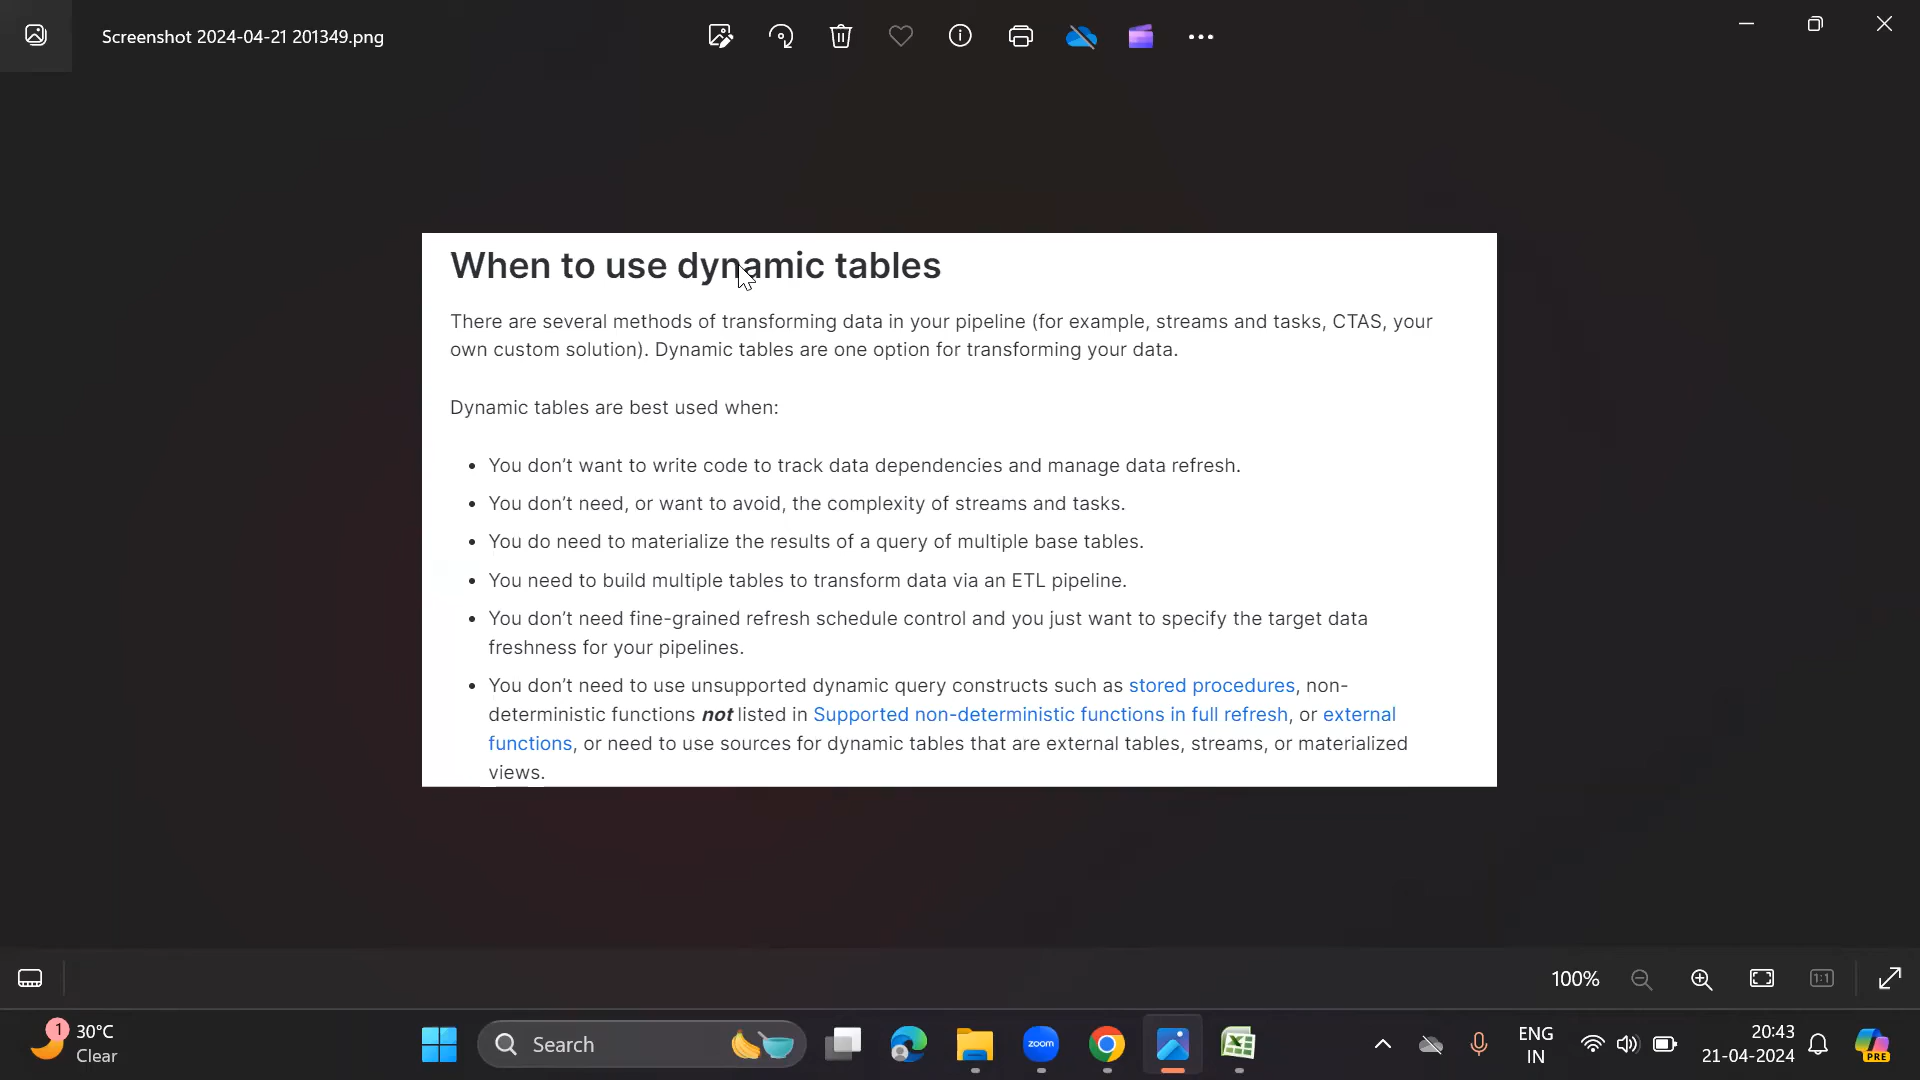 Screenshot 2024-04-21 201349.png
When to use dynamic tables
There are several methods of transforming data in your pipeline (for example, streams and tasks, CTAS, your
own custom solution). Dynamic tables are one option for transforming your data.
Dynamic tables are best used when:
• You don't want to write code to track data dependencies and manage data refresh.
• You don't need, or want to avoid, the complexity of streams and tasks.
• You do need to materialize the results of a query of multiple base tables.
• You need to build multiple tables to transform data via an ETL pipeline.
• You don't need fine-grained refresh schedule control and you just want to specify the target data
freshness for your pipelines.
• You don't need to use unsupported dynamic query constructs such as stored procedures, non-
deterministic functions not listed in Supported non-deterministic functions in full refresh, or external
functions, or need to use sources for dynamic tables that are external tables, streams, or materialized
views.
100%
1:1
1
30°C
Clear
Search
zoom
ENG
IN
20:43
21-04-2024
PRE